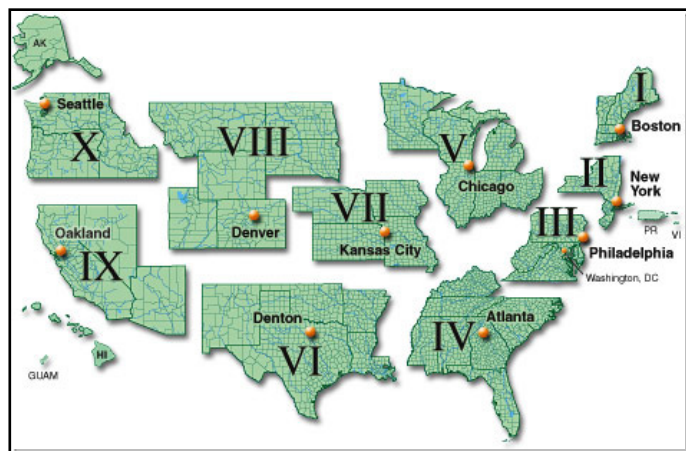 AK
Seattle
X
VIII
V
I
Boston
II
New
York
Chicago
VII
Denver
Kansas City
III
PR
VI
Philadelphia
Washington, DC
Oakland
IX
Denton
VI
IV
Atlanta
HI
GUAM